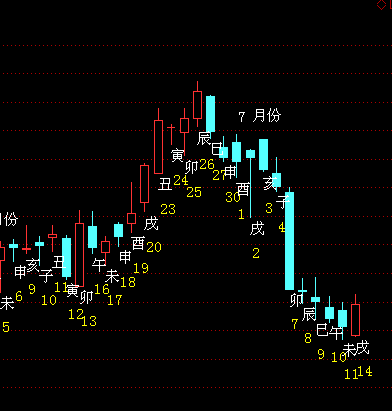 7 月份
份
未
5
申
6
亥
9
子
10
丑
11
寅
12
卯
13
午
16
未
17
申
18
酉
19
戌
20
丑
23
寅
24
卯
25
辰
26
巳
27
申
30
酉
1
戌
2
亥
3
子
4
卯
7
辰
8
巳
9
午
10
未
11
戌
14